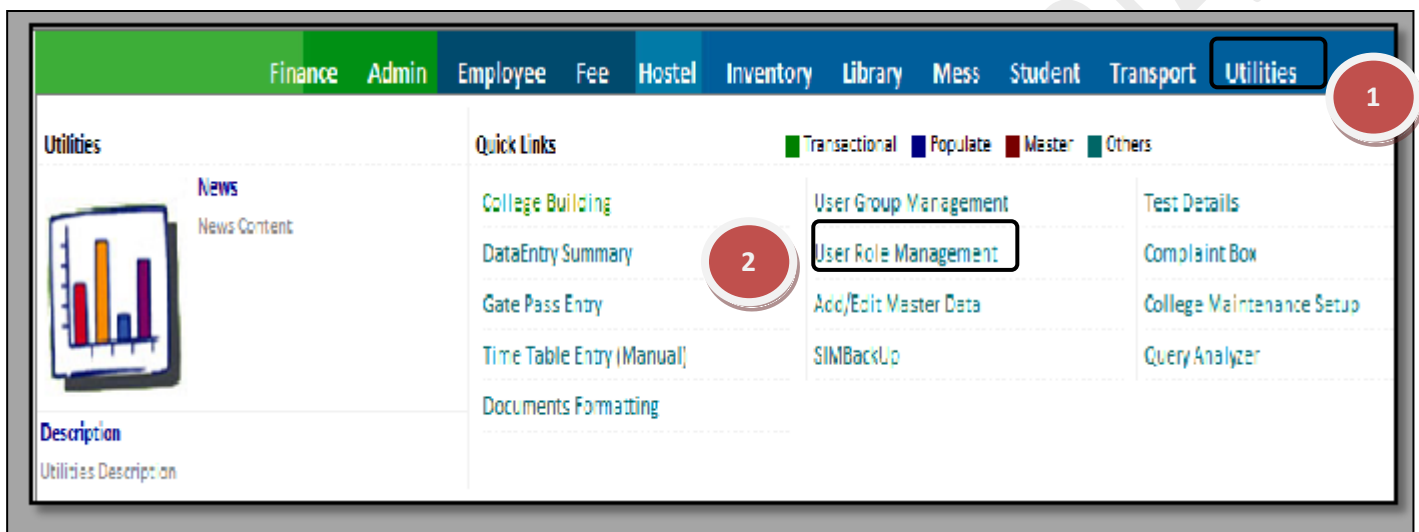 Finance Admin Employee Fee Hostel Inventory Library Mess Student Transport Utilities
1
Utilities
News
News Content
Description
Utilities Description
Quick Links
Transactional Populate Master Others
College Building User Group Management Test Details
DataEntry Summary 2 User Role Management Complaint Box
Gate Pass Entry Add/Edit Master Data College Maintenance Setup
Time Table Entry (Manual) SIMBackUp Query Analyzer
Documents Formatting